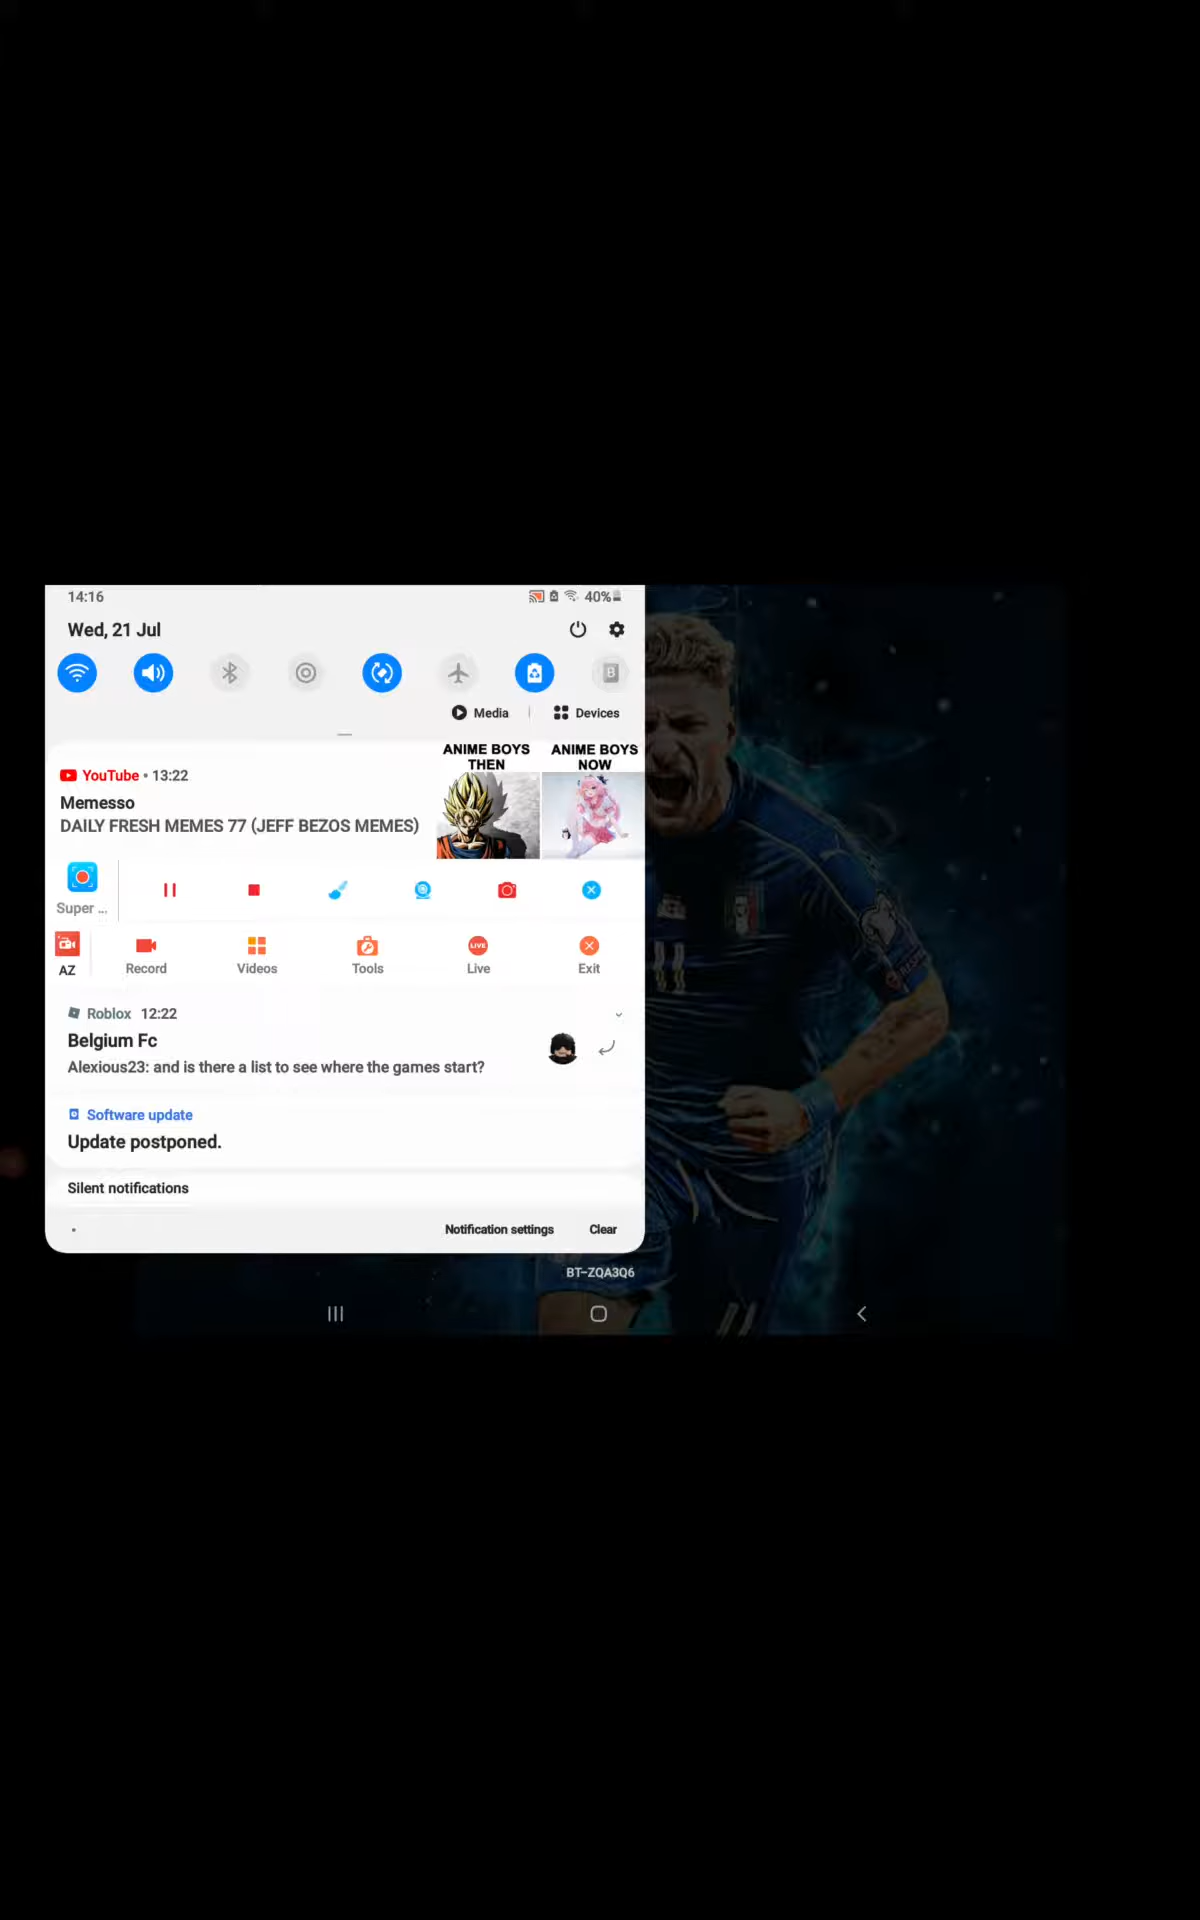 14:16
40%
Wed, 21 Jul
B
Media
Devices
YouTube • 13:22
Memesso
DAILY FRESH MEMES 77 (JEFF BEZOS MEMES)
ANIME BOYS THEN
ANIME BOYS NOW
Super ...
AZ
Record
Videos
Tools
LIVE
Live
Exit
Roblox 12:22
Belgium Fc
Alexious23: and is there a list to see where the games start?
Software update
Update postponed.
Silent notifications
Notification settings
Clear
BT-ZQA3Q6